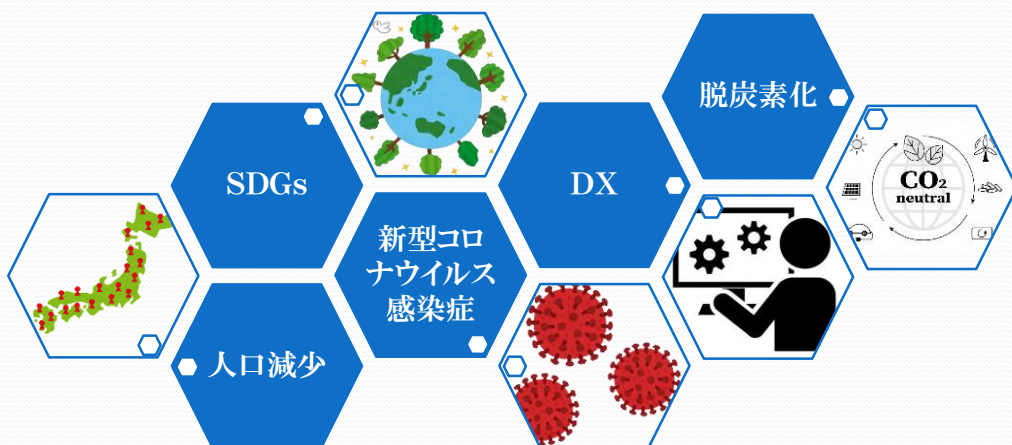 脱炭素化
SDGs
DX
CO2
neutral
新型コロ
ナウイルス
感染症
人口減少